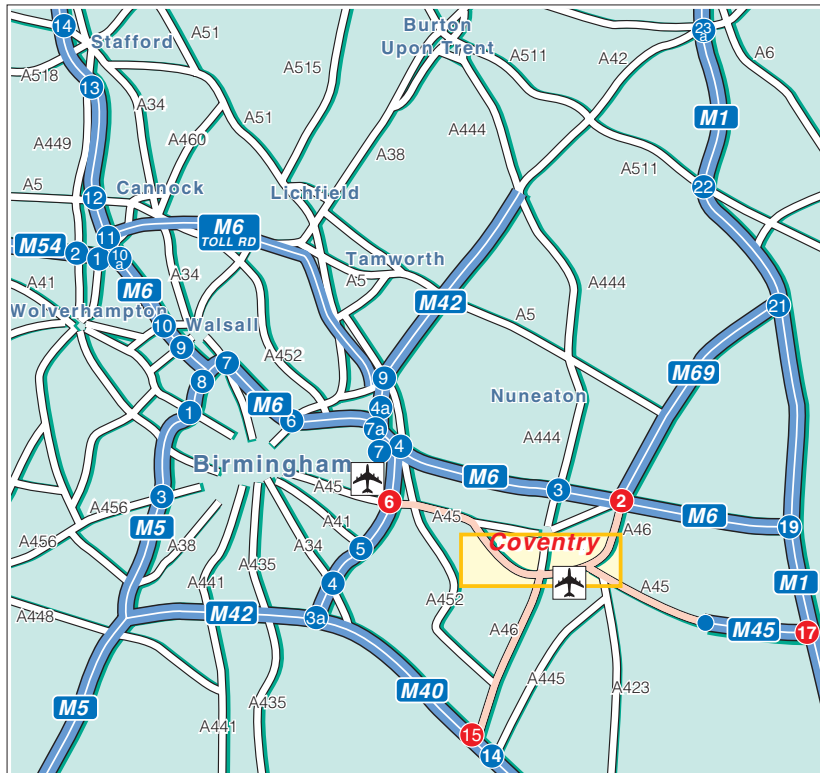 14
Stafford
A51
Burton
Upon Trent
23
a
A6
A518
13
A34
A515
A511
A42
M1
A449
A460
A51
A38
A444
A511
A5
Cannock
Lichfield
22
12
11
M6
TOLL RD
M54
2
1
10
a
A34
Tamworth
A5
A444
A41
M6
M42
Wolverhampton
10
Walsall
A5
21
9
7
A452
M69
8
9
Nuneaton
1
M6
6
4a
7a
A444
4
7
Birmingham
M6
3
2
3
A45
6
A45
A46
M6
19
A456
M5
A41
Coventry
A456
A38
A34
5
M1
A441
A435
4
A452
A45
A448
M42
3a
A46
M45
17
A445
A423
M5
A435
M40
A441
15
14